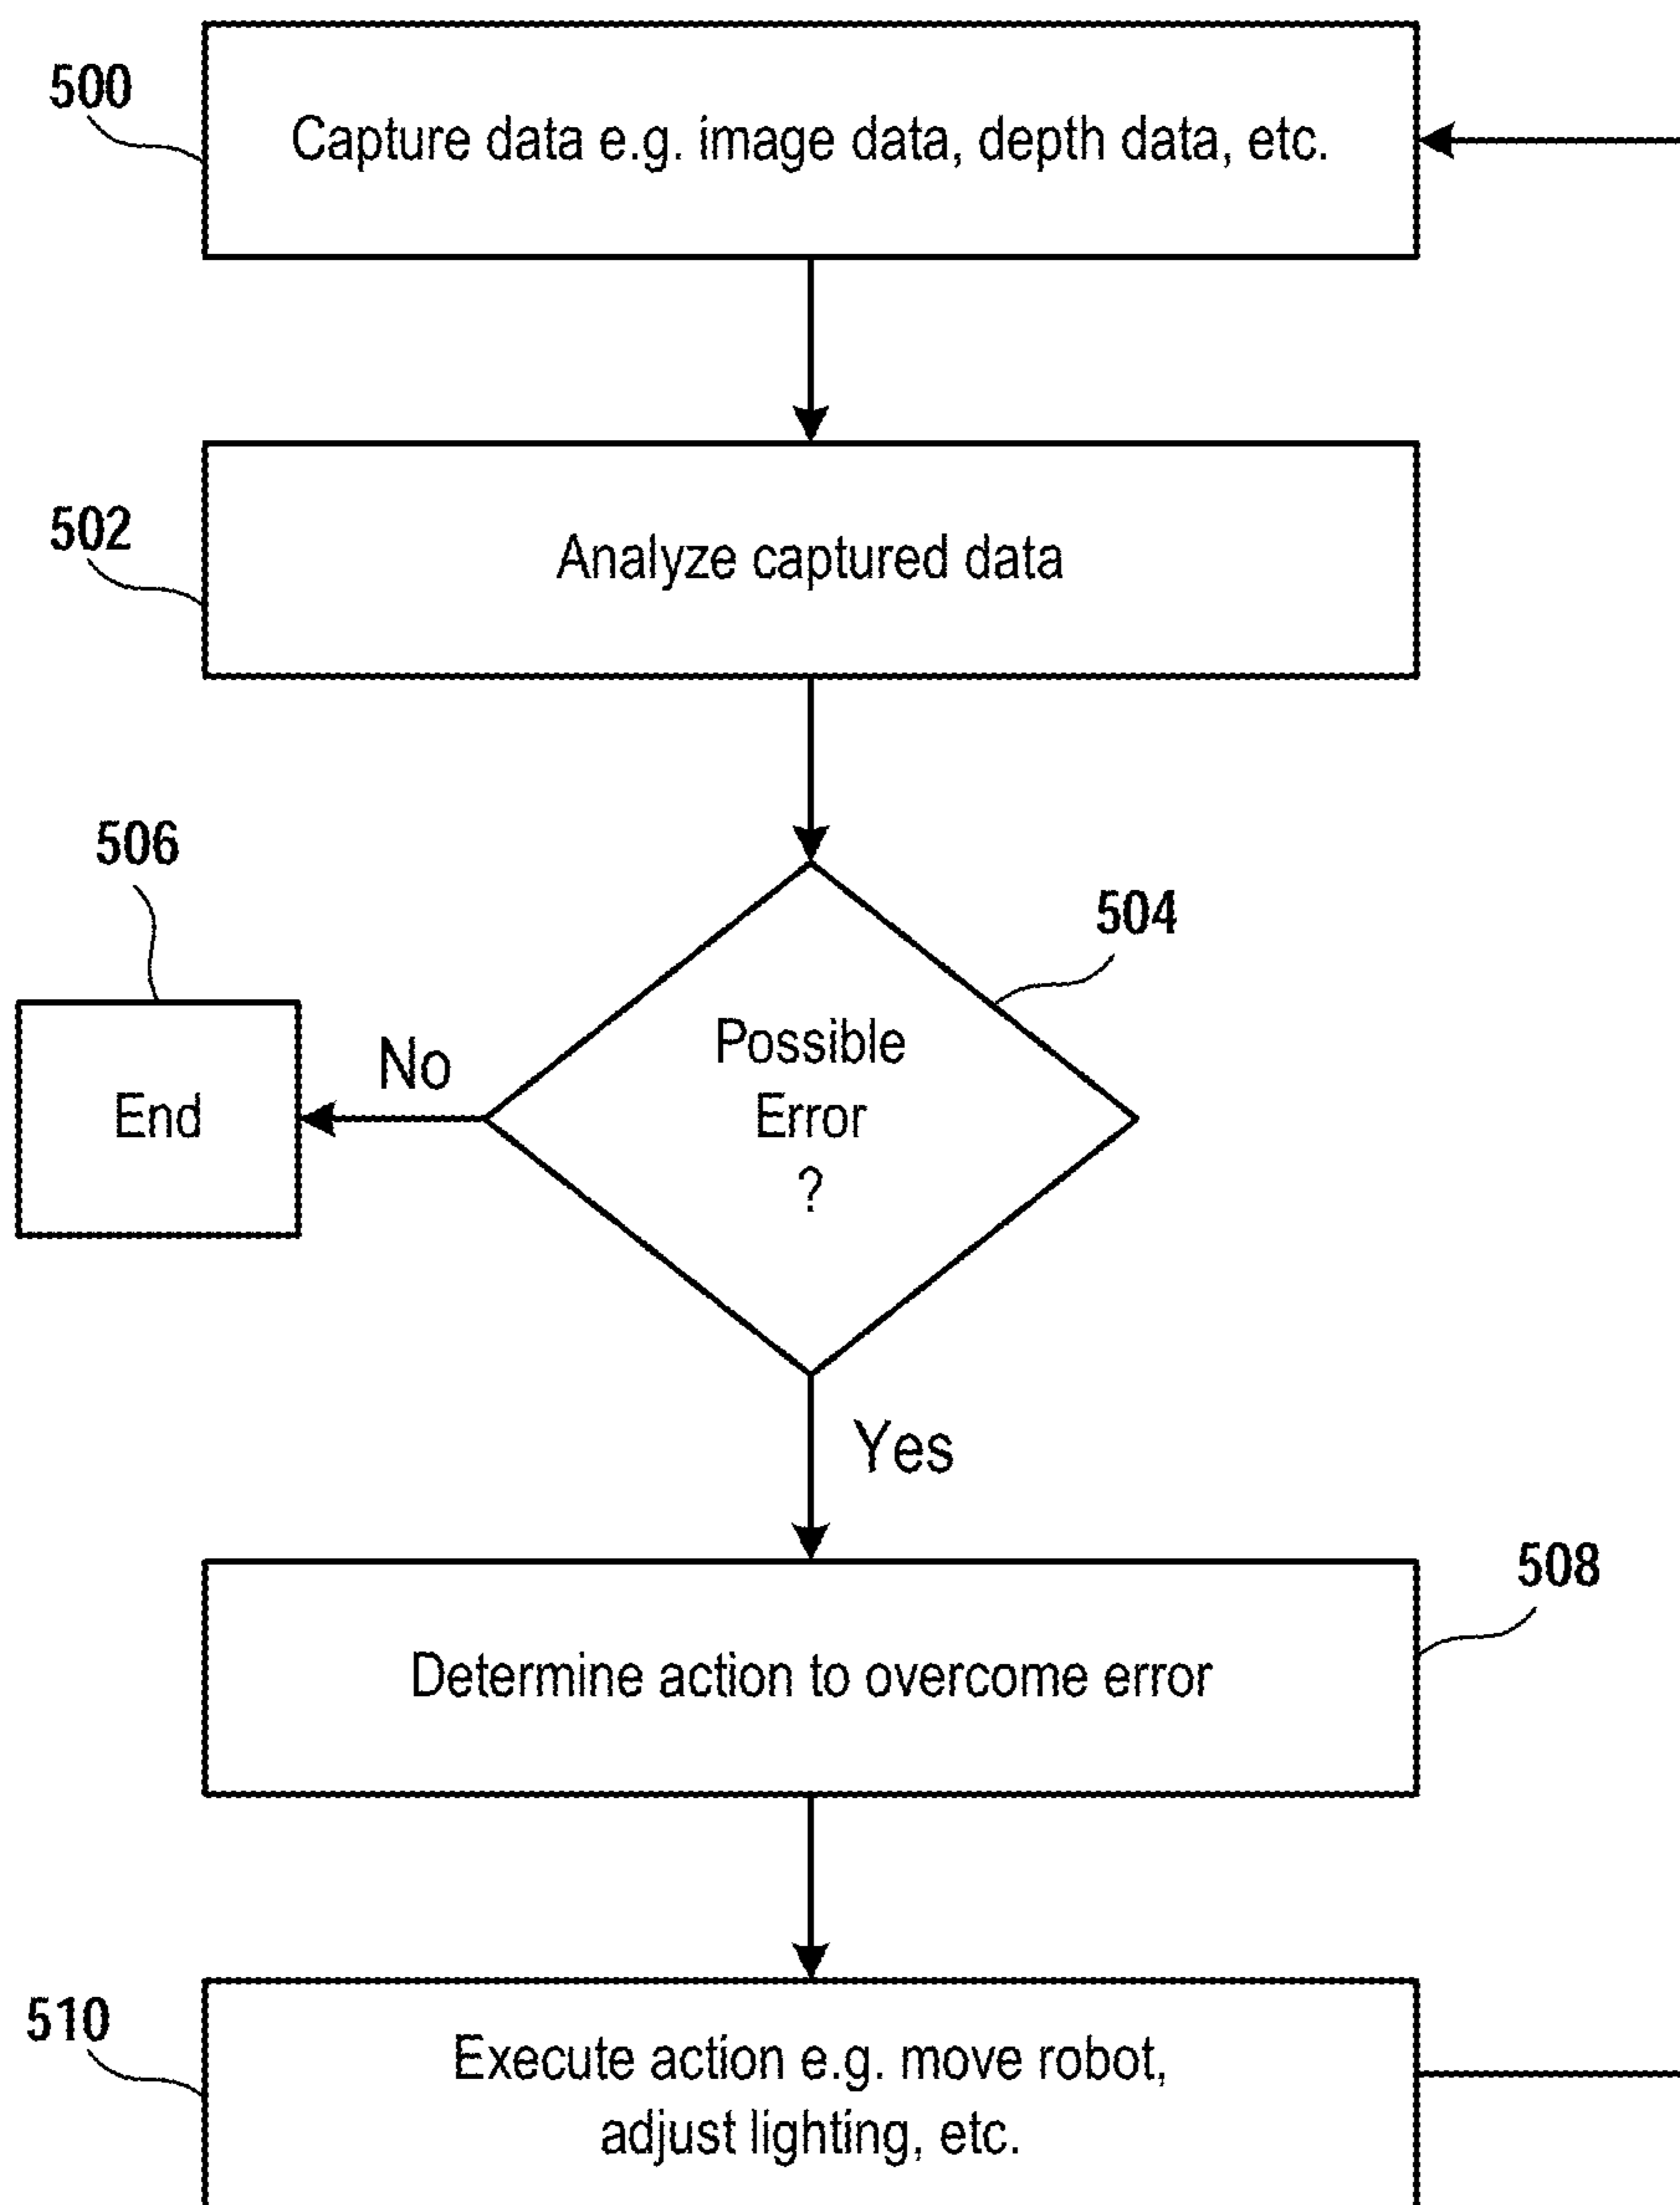 500
Capture data e.g. image data, depth data, etc.
502
Analyze captured data
506
504
Possible
Error
?
No
End
Yes
508
Determine action to overcome error
510
Execute action e.g. move robot,
adjust lighting, etc.